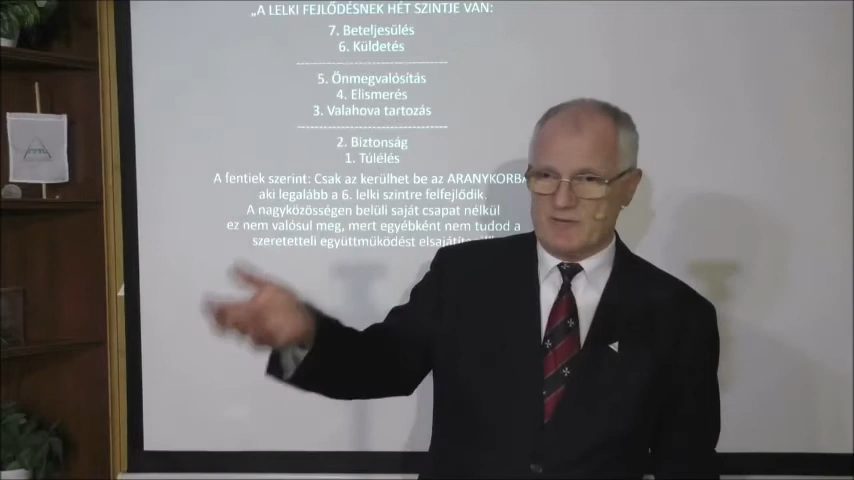 „A LELKI FEJLŐDÉSNEK HÉT SZINTJE VAN:
7. Beteljesülés
6. Küldetés
5. Önmegvalósítás
4. Elismerés
3. Valahova tartozás
2. Biztonság
1. Túlélés
A fentiek szerint: Csak az kerülhet be az ARANYKORBA
aki legalább a 6. lelki szintre felfejlődik.
A nagyközösségen belüli saját csapat nélkül
ez nem valósul meg, mert egyébként nem tudod a
szeretetteli együttműködést